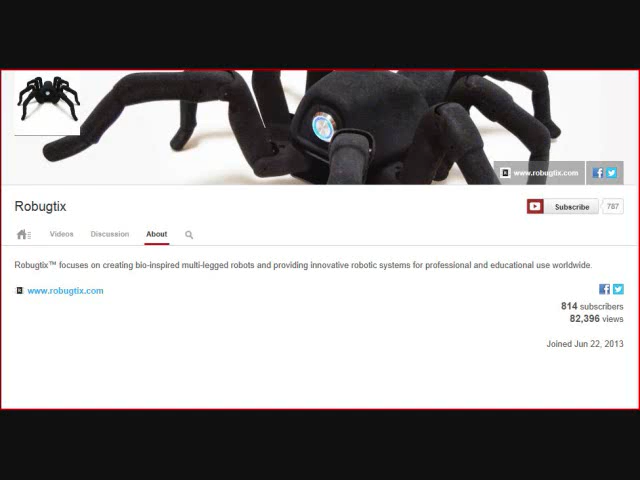 www.robugtix.com
Robugtix
Subscribe 787
Videos Discussion About
Robugtix™ focuses on creating bio-inspired multi-legged robots and providing innovative robotic systems for professional and educational use worldwide.
www.robugtix.com
814 subscribers
82,396 views
Joined Jun 22, 2013